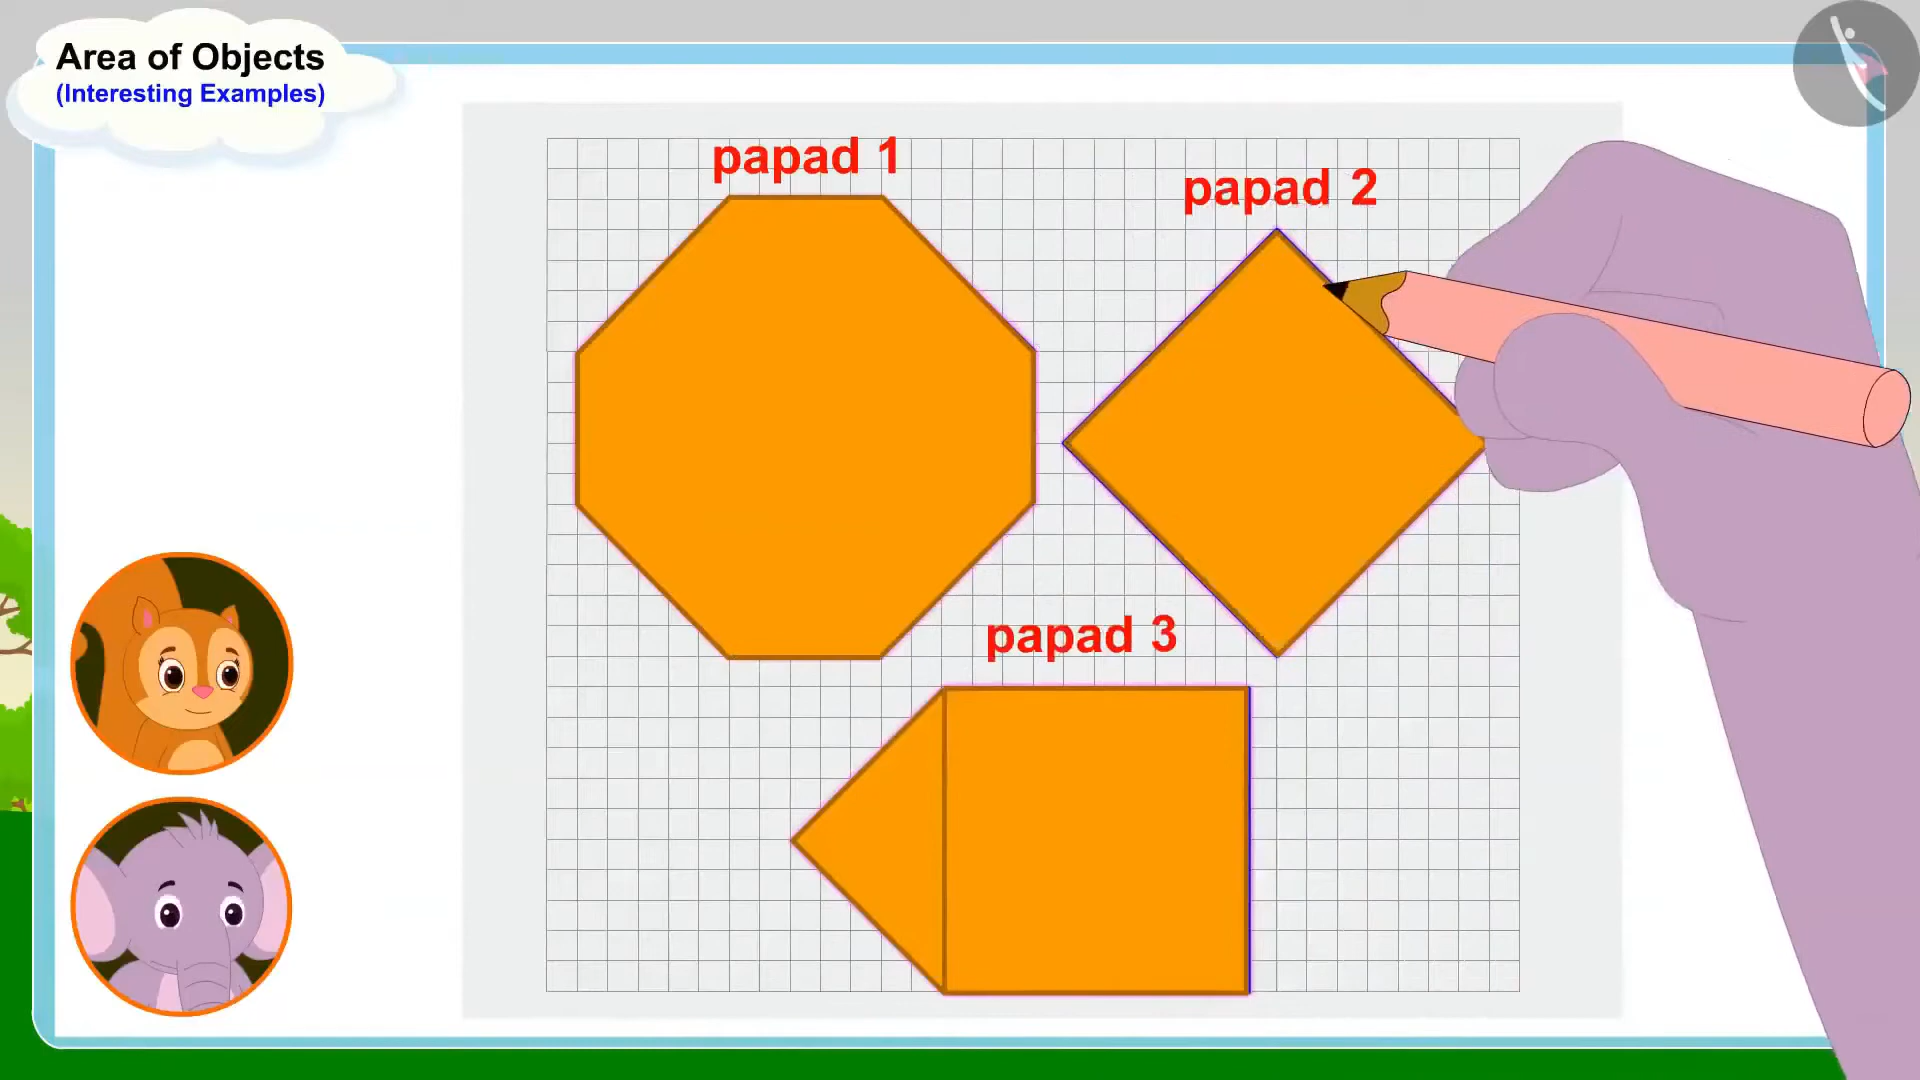 Area of Objects
(Interesting Examples)
papad 1
papad 2
papad 3